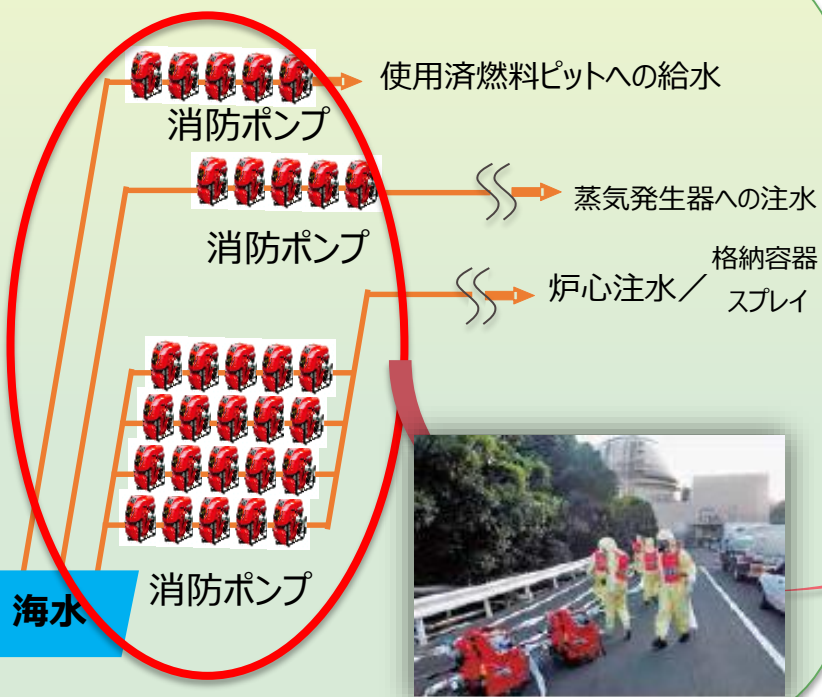 使用済燃料ピットへの給水
消防ポンプ
蒸気発生器への注水
消防ポンプ
格納容器
炉心注水／
スプレイ
消防ポンプ
海水